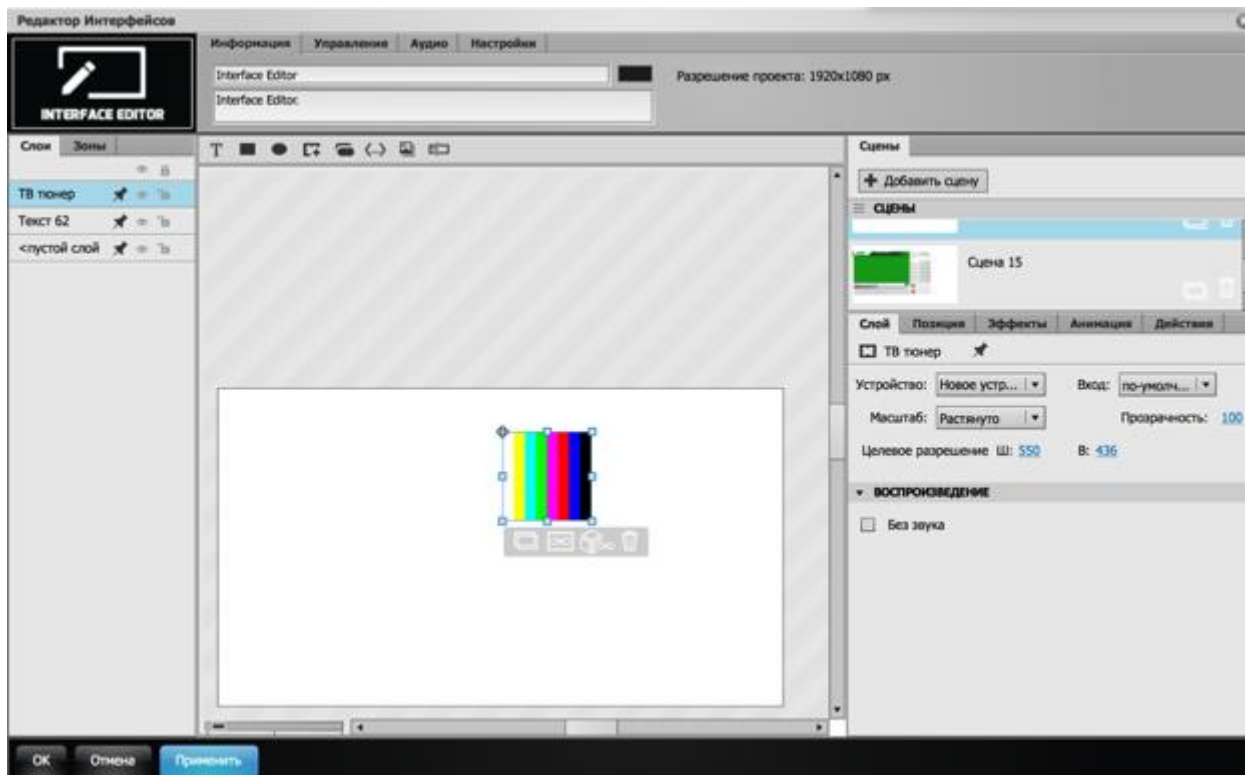 Редактор Интерфейсов
INTERFACE EDITOR
Информация Управление Аудио Настройки
Interface Editor
Разрешение проекта: 1920x1080 px
Interface Editor.
Слои Зоны
ТВ тюнер
Текст 62
<пустой слой
T
Сцены
Добавить сцену
СЦЕНЫ
Сцена 15
Слой Позиция Эффекты Анимация Действия
ТВ тюнер
Устройство: Новое устр... Вход: по-умолч...
Масштаб: Растянуто Прозрачность: 100
Целевое разрешение Ш: 550 В: 436
ВОСПРОИЗВЕДЕНИЕ
Без звука
ОК Отмена Применить